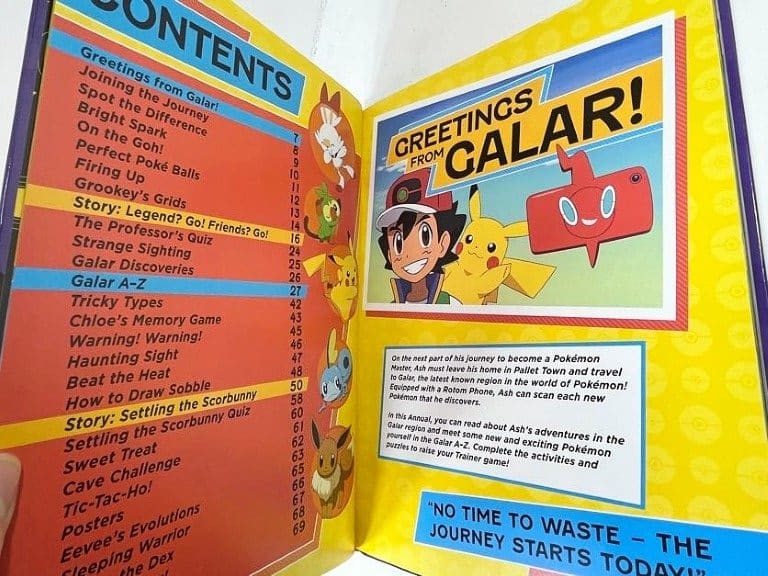 CONTENTS
Greetings from Galar! 7
Joining the Journey 8
Spot the Difference 9
Bright Spark 10
On the Goh! 11
Perfect Poké Balls 12
Firing Up 13
Grookey's Grids 14
Story: Legend? Go! Friends? Go! 16
The Professor's Quiz 24
Strange Sighting 25
Galar Discoveries 26
Galar A–Z 27
Tricky Types 42
Chloe's Memory Game 43
Warning! Warning! 45
Haunting Sight 46
Beat the Heat 47
How to Draw Sobble 48
Story: Settling the Scorbunny 50
Settling the Scorbunny Quiz 58
Sweet Treat 60
Cave Challenge 61
Tic-Tac-Ho! 62
Posters 63
Eevee's Evolutions 65
Sleeping Warrior 66
the Dex 67
68
69
GREETINGS
FROM GALAR!
On the next part of his journey to become a Pokémon
Master, Ash must leave his home in Pallet Town and travel
to Galar, the latest known region in the world of Pokémon!
Equipped with a Rotom Phone, Ash can scan each new
Pokémon that he discovers.
In this Annual, you can read about Ash's adventures in the
Galar region and meet some new and exciting Pokémon
yourself in the Galar A-Z. Complete the activities and
puzzles to raise your Trainer game!
"NO TIME TO WASTE – THE
JOURNEY STARTS TODAY!"